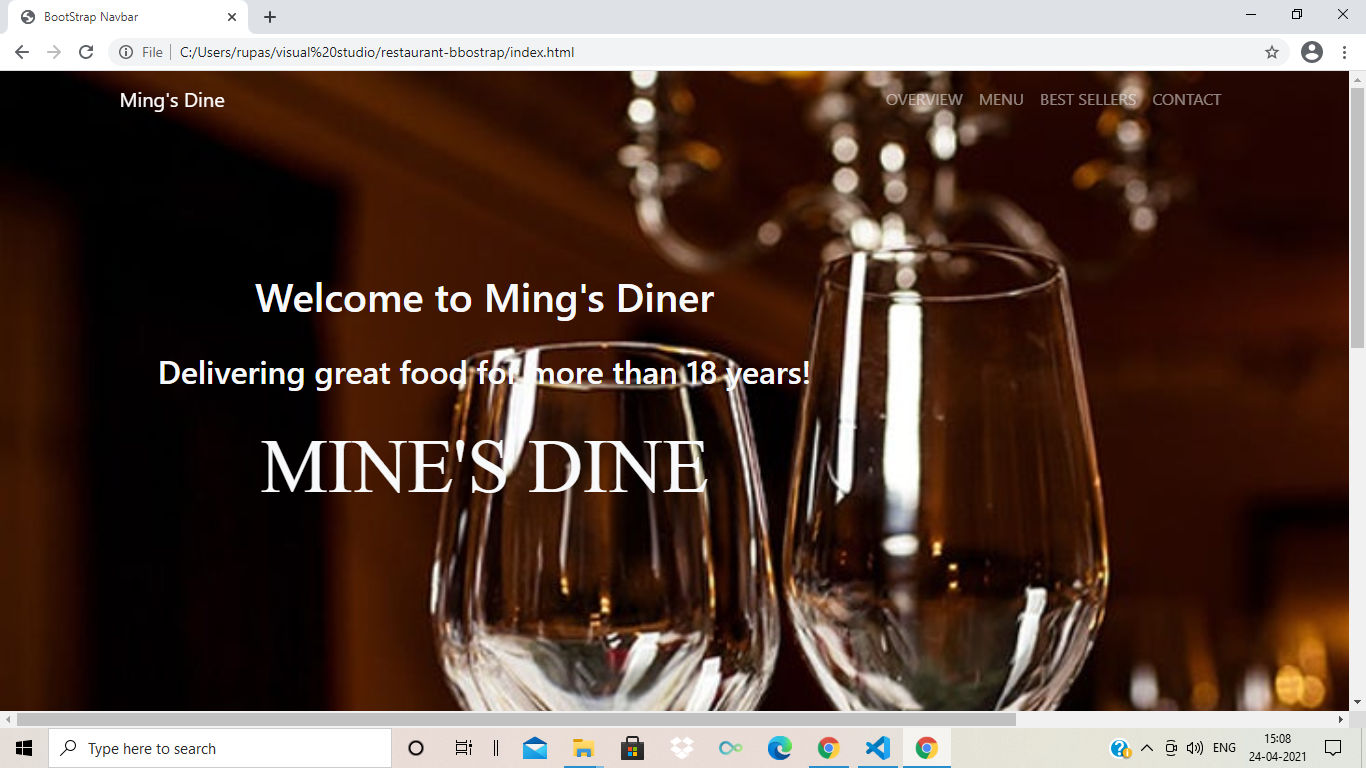 BootStrap Navbar
File | C:/Users/rupas/visual%20studio/restaurant-bbostrap/index.html
Ming's Dine
OVERVIEW MENU BEST SELLERS CONTACT
Welcome to Ming's Diner
Delivering great food for more than 18 years!
MINE'S DINE
Type here to search
ENG
15:08
24-04-2021